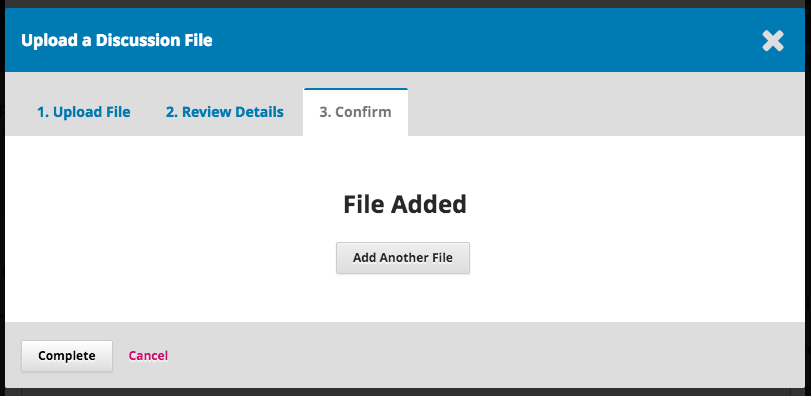 Upload a Discussion File
1. Upload File 2. Review Details 3. Confirm
File Added
Add Another File
Complete Cancel